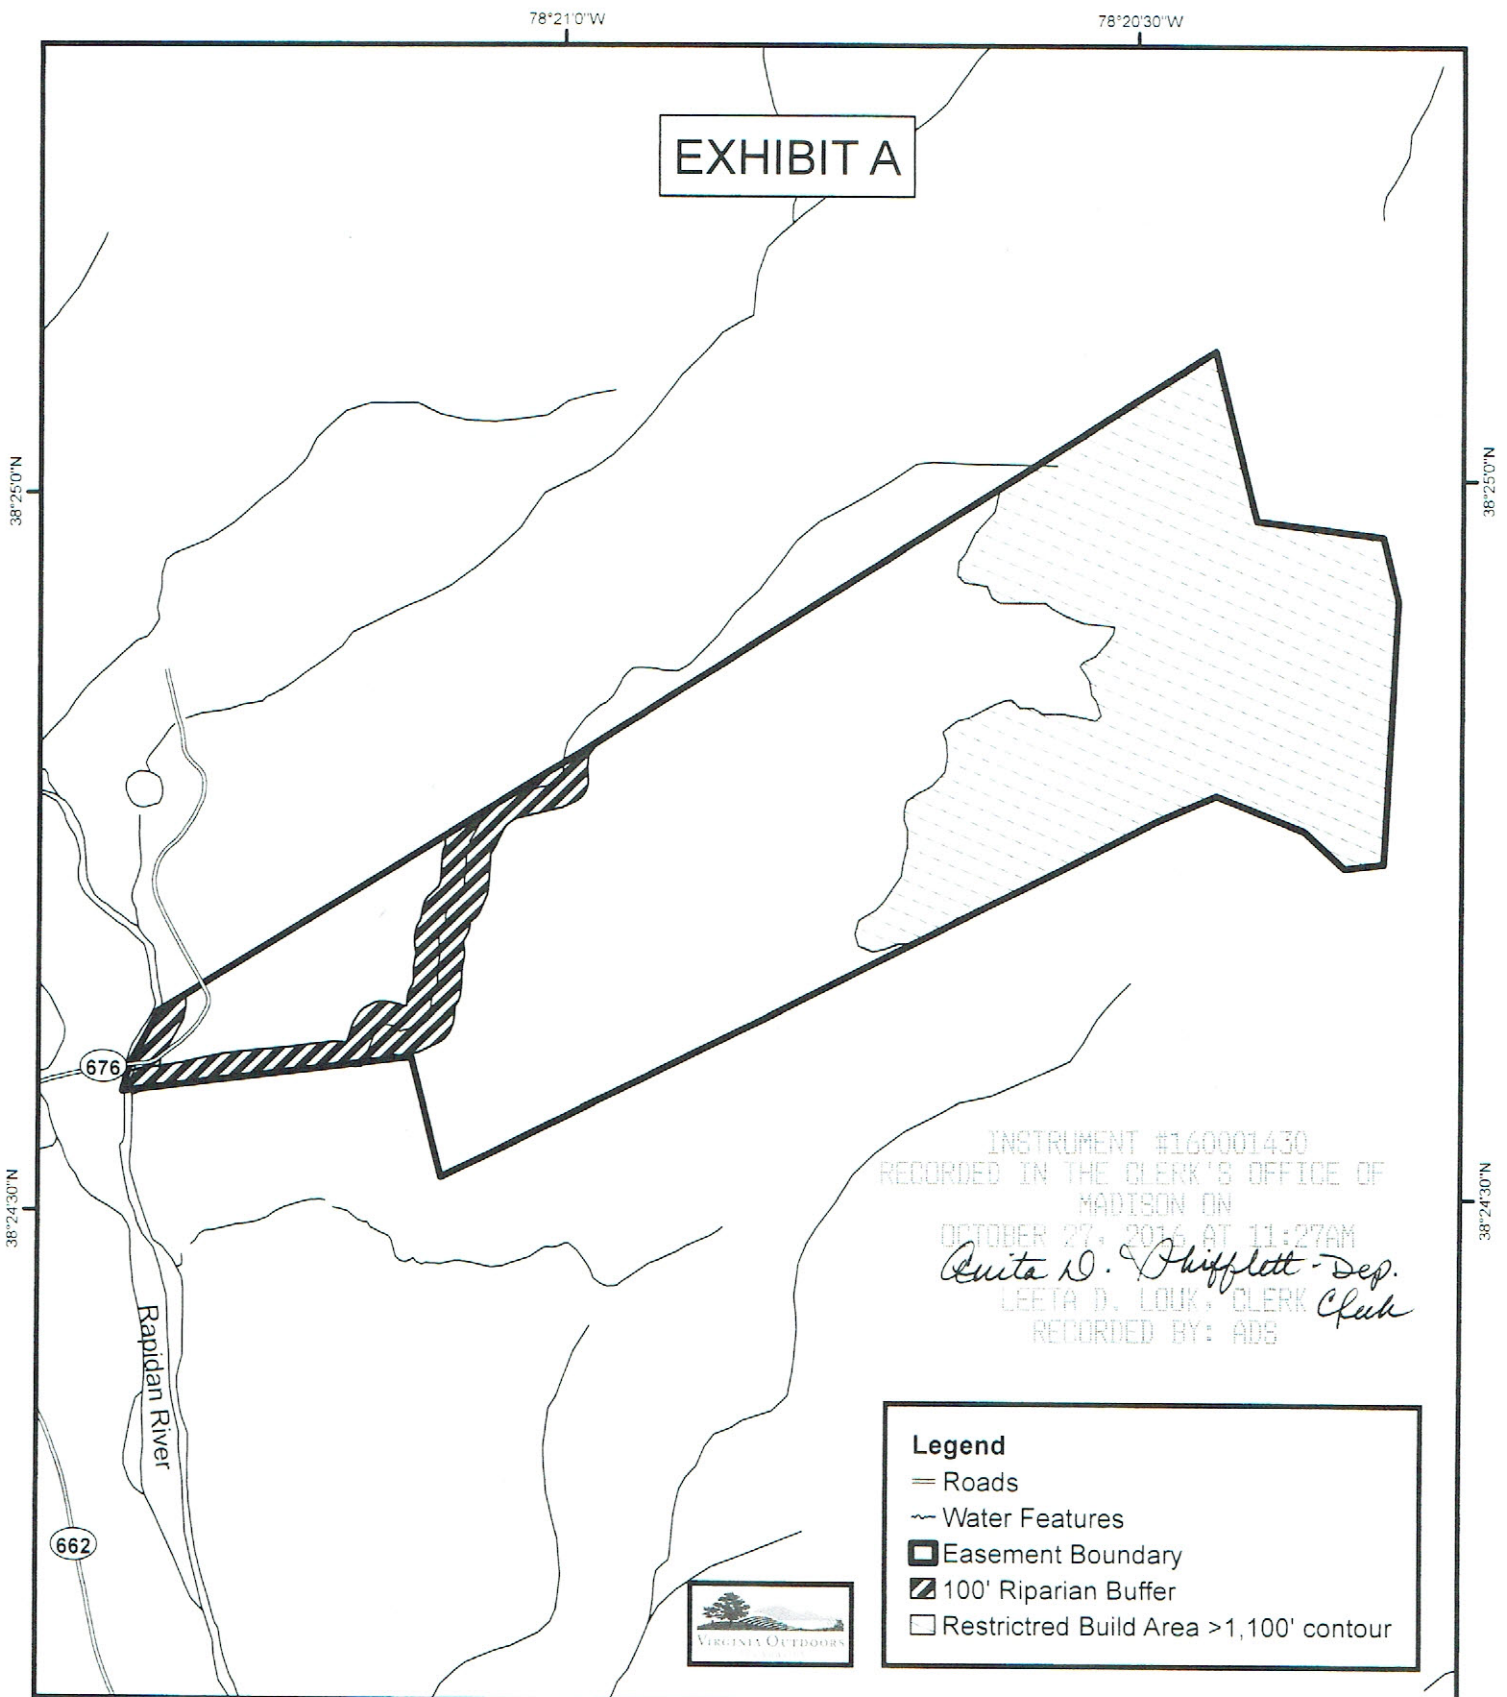 78°21'0"W
78°20'30"W
EXHIBIT A
38°25'0"N
38°25'0"N
676
38°24'30"N
38°24'30"N
INSTRUMENT #160001430
RECORDED IN THE CLERK'S OFFICE OF
MADISON ON
OCTOBER 27, 2016 AT 11:27AM
Anita D. Shifflett - Dep.
Clerk
LEETA D. LOUK, CLERK
RECORDED BY: ADS
Rapidan River
662
Legend
Roads
Water Features
Easement Boundary
100' Riparian Buffer
Restrictred Build Area >1,100' contour
VIRGINIA OUTDOORS